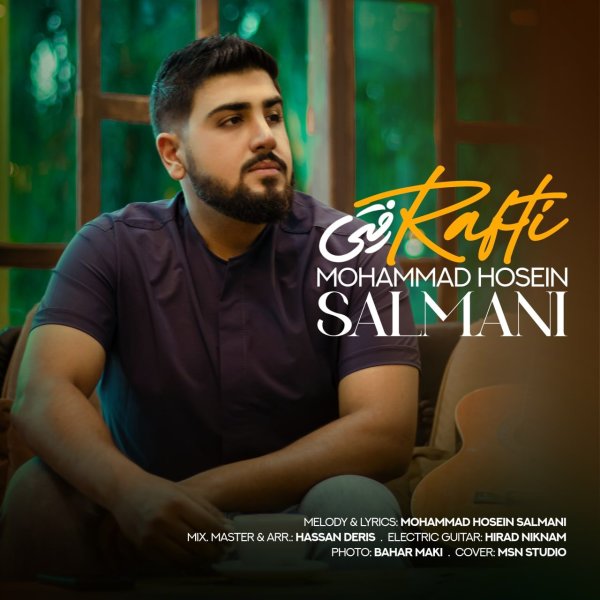 رفتی Rafti
MOHAMMAD HOSEIN
SALMANI
MELODY & LYRICS: MOHAMMAD HOSEIN SALMANI
MIX. MASTER & ARR.: HASSAN DERIS . ELECTRIC GUITAR: HIRAD NIKNAM
PHOTO: BAHAR MAKI . COVER: MSN STUDIO